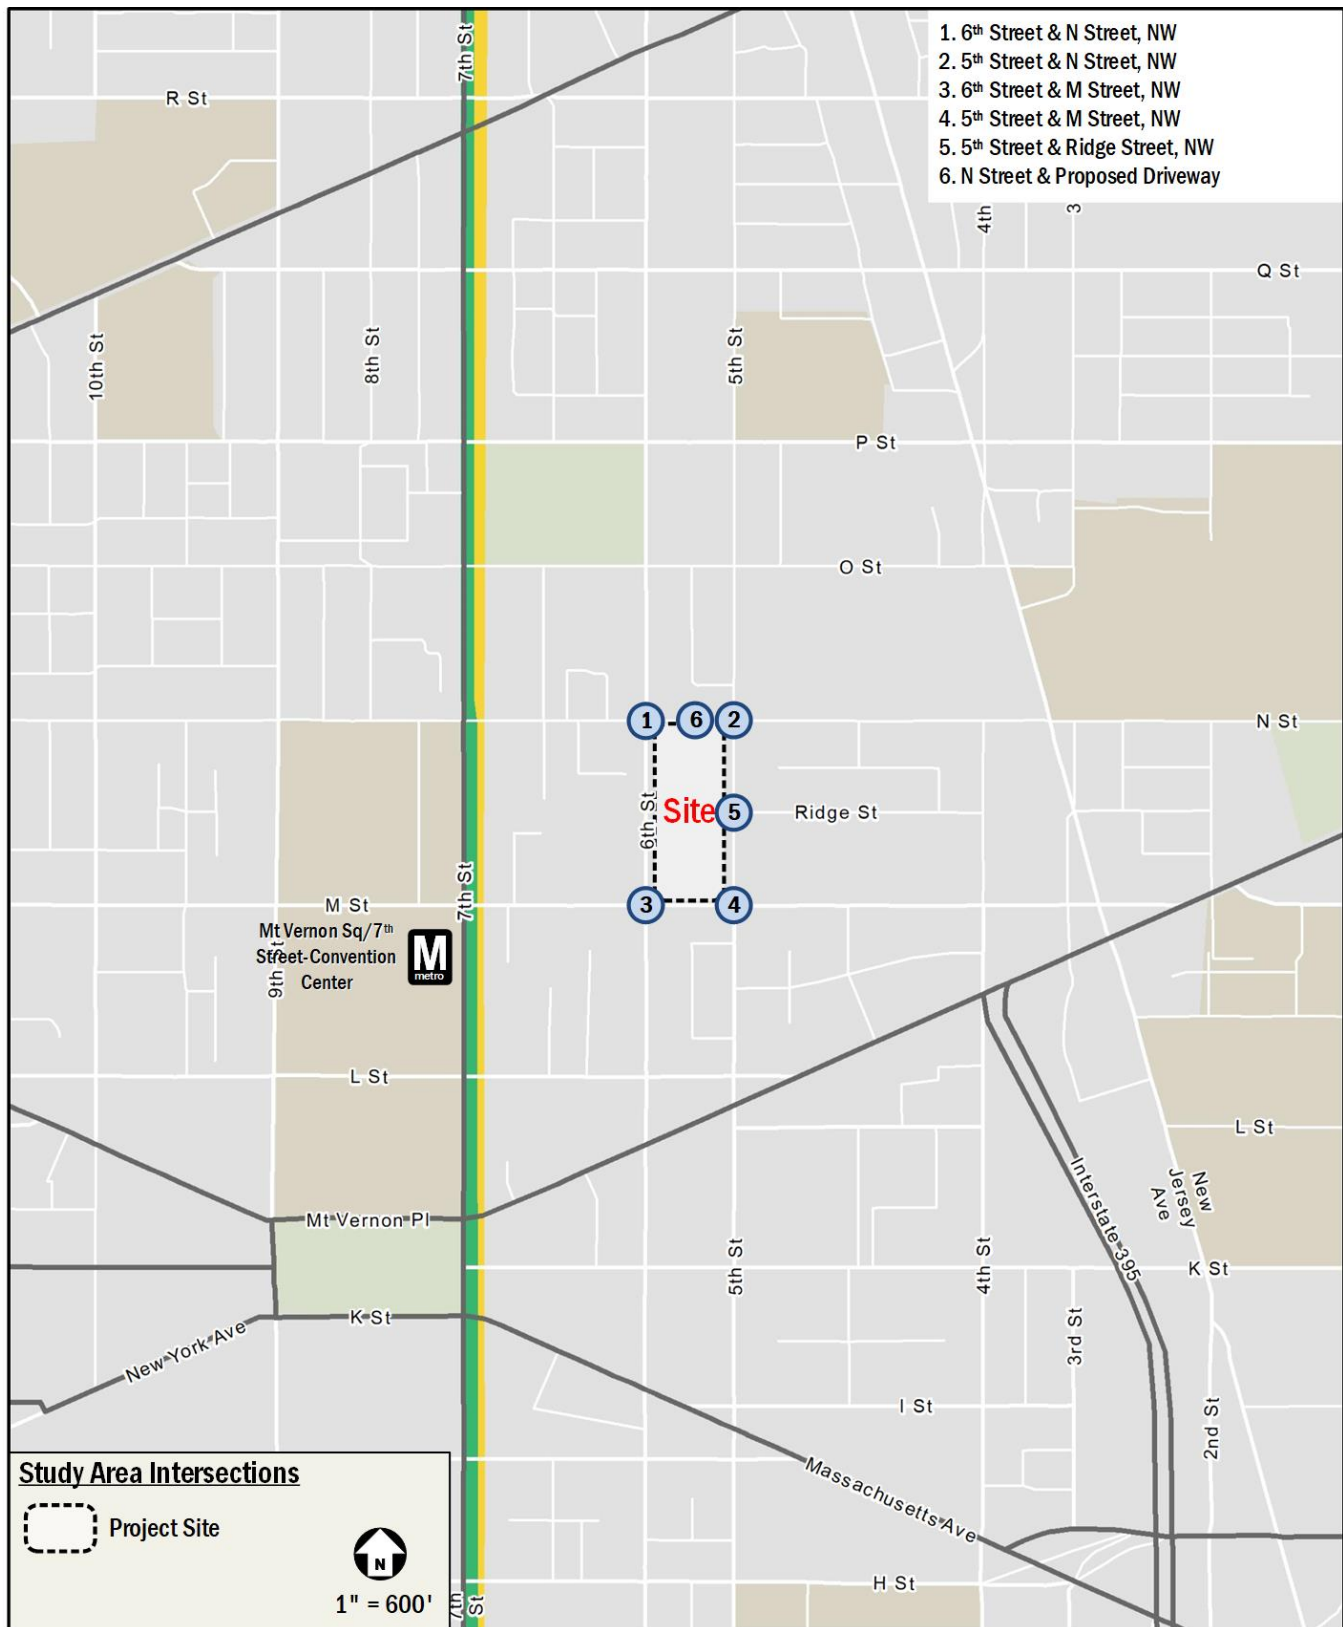 7th St
1. 6th Street & N Street, NW
2. 5th Street & N Street, NW
3. 6th Street & M Street, NW
4. 5th Street & M Street, NW
5. 5th Street & Ridge Street, NW
6. N Street & Proposed Driveway
R St
4th
3
Q St
10th St
8th St
5th St
P St
O St
1
6
2
N St
6th St
Site
5
Ridge St
7th St
M St
3
4
Mt Vernon Sq/7th
Street-Convention
Center
9th St
M
metro
L St
L St
Interstate 395
New
Jersey
Ave
Mt Vernon Pl
5th St
4th St
K St
K St
New York Ave
3rd St
I St
2nd St
Massachusetts Ave
H St
Study Area Intersections
Project Site
N
1" = 600'
7th
St